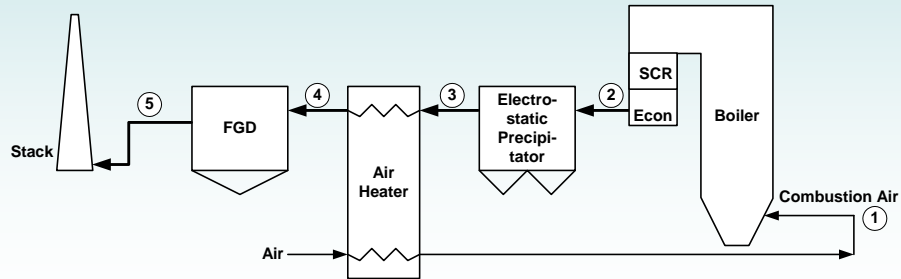 SCR
Econ
Boiler
2
Electro-
static
Precipi-
tator
3
Air
Heater
4
FGD
5
Stack
Combustion Air
1
Air